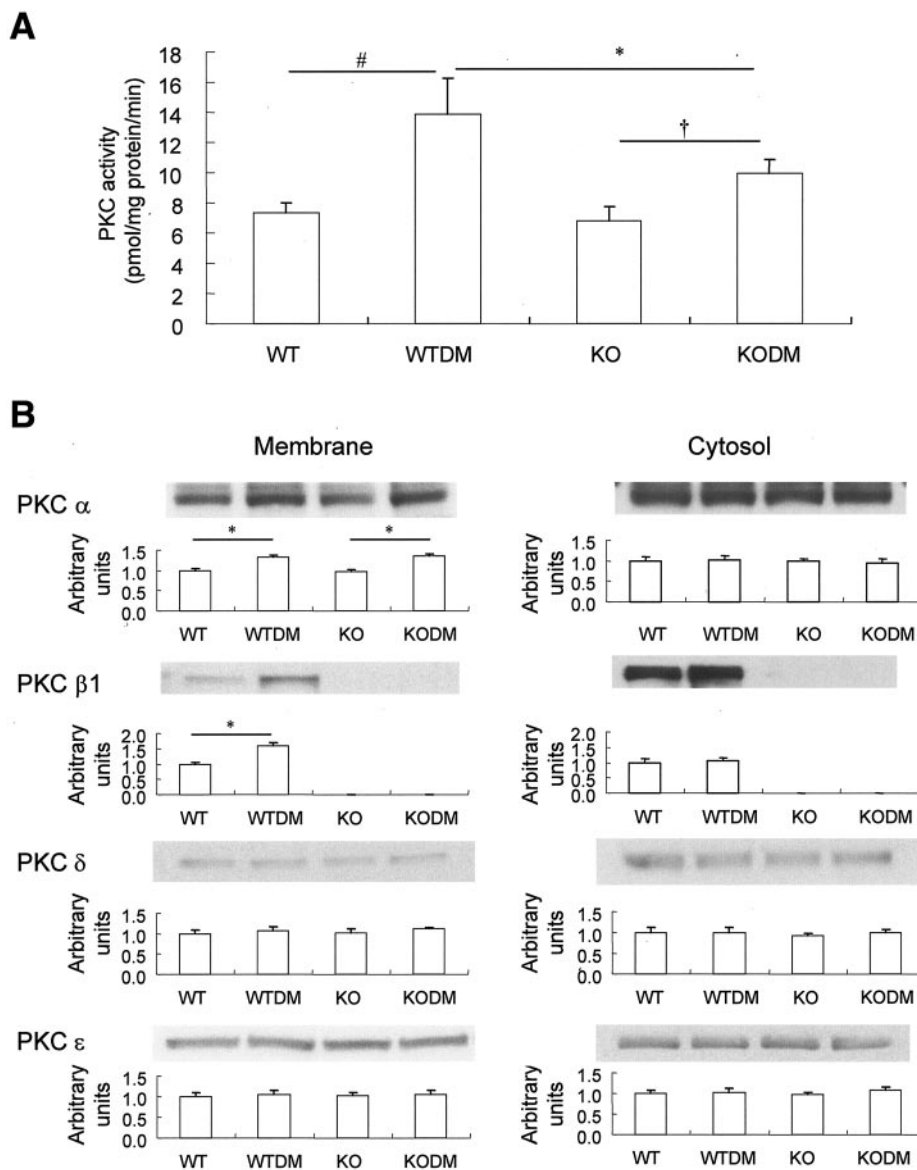 A
PKC activity
(pmol/mg protein/min)
18
16
14
12
10
8
6
4
2
0
#
*
†
WT WTDM KO KODM
B
Membrane Cytosol
PKC α
Arbitrary
units
1.5
1.0
0.5
0.0
* *
WT WTDM KO KODM
Arbitrary
units
1.5
1.0
0.5
0.0
WT WTDM KO KODM
PKC β1
Arbitrary
units
2.0
1.5
1.0
0.5
0.0
*
WT WTDM KO KODM
Arbitrary
units
2.0
1.5
1.0
0.5
0.0
WT WTDM KO KODM
PKC δ
Arbitrary
units
1.5
1.0
0.5
0.0
WT WTDM KO KODM
Arbitrary
units
1.5
1.0
0.5
0.0
WT WTDM KO KODM
PKC ε
Arbitrary
units
1.5
1.0
0.5
0.0
WT WTDM KO KODM
Arbitrary
units
1.5
1.0
0.5
0.0
WT WTDM KO KODM